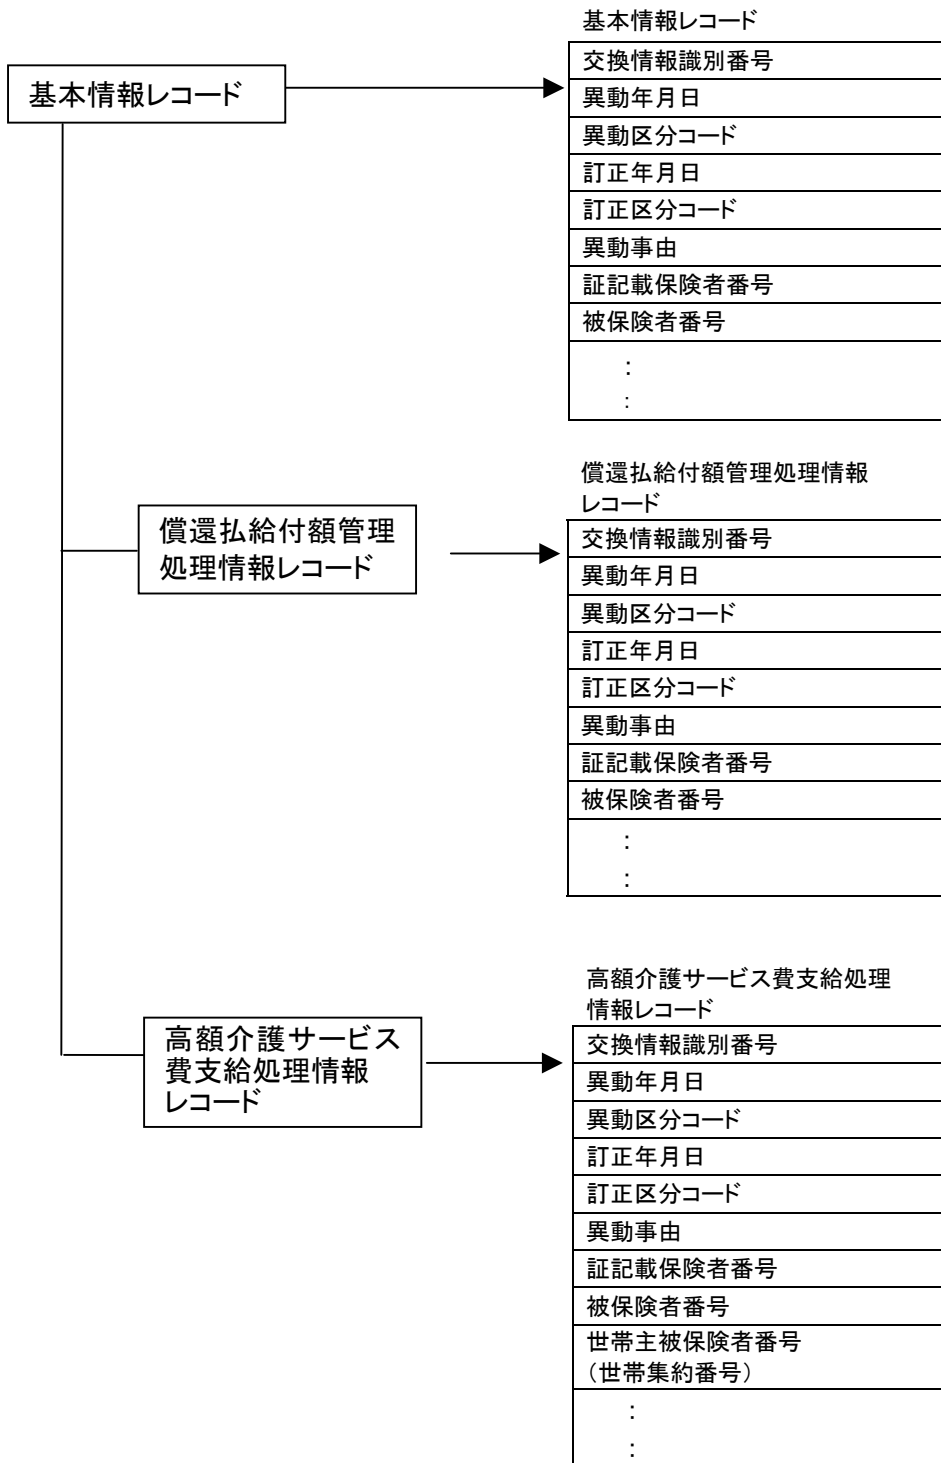 基本情報レコード
基本情報レコード
交換情報識別番号
異動年月日
異動区分コード
訂正年月日
訂正区分コード
異動事由
証記載保険者番号
被保険者番号
:
:
償還払給付額管理
処理情報レコード
償還払給付額管理処理情報
レコード
交換情報識別番号
異動年月日
異動区分コード
訂正年月日
訂正区分コード
異動事由
証記載保険者番号
被保険者番号
:
:
高額介護サービス
費支給処理情報
レコード
高額介護サービス費支給処理
情報レコード
交換情報識別番号
異動年月日
異動区分コード
訂正年月日
訂正区分コード
異動事由
証記載保険者番号
被保険者番号
世帯主被保険者番号
（世帯集約番号）
:
: